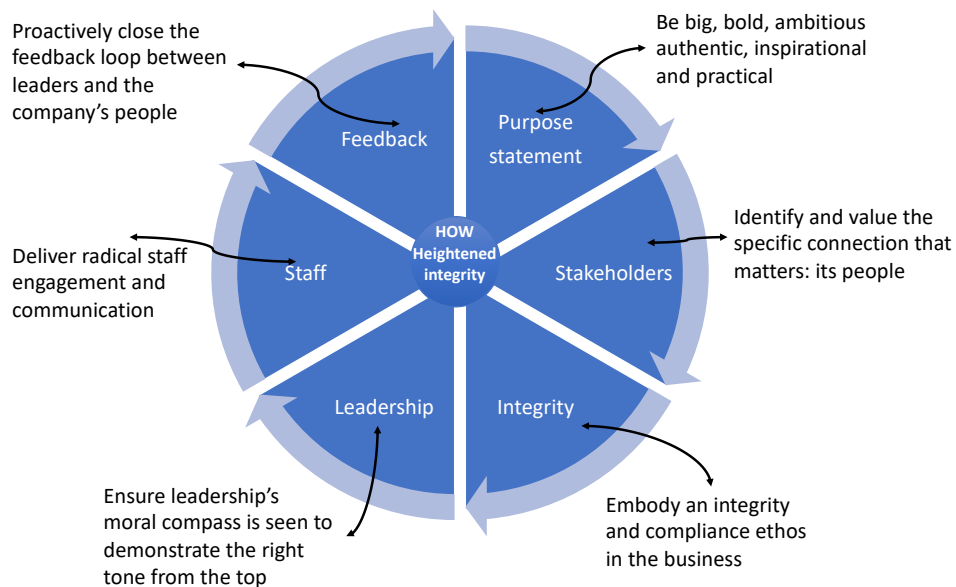 Proactively close the
feedback loop between
leaders and the
company's people
Be big, bold, ambitious
authentic, inspirational
and practical
Feedback
Purpose
statement
HOW
Heightened
integrity
Identify and value the
specific connection that
matters: its people
Stakeholders
Staff
Deliver radical staff
engagement and
communication
Leadership
Integrity
Ensure leadership's
moral compass is seen to
demonstrate the right
tone from the top
Embody an integrity
and compliance ethos
in the business